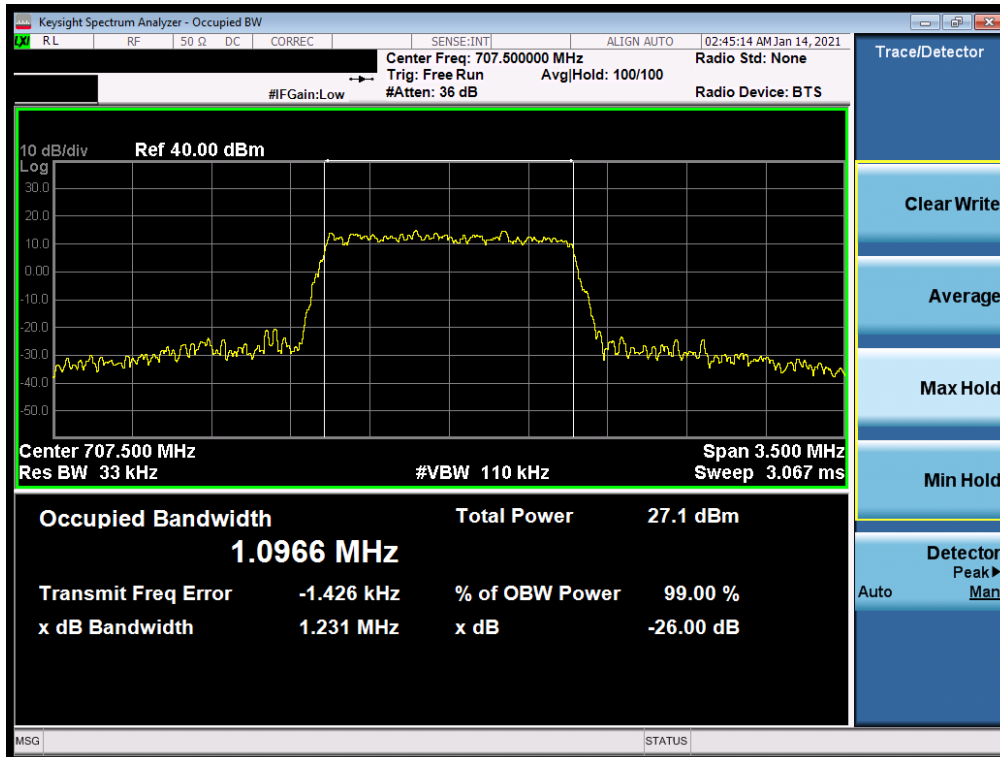 Keysight Spectrum Analyzer - Occupied BW
LXI RL RF 50 Ω DC CORREC SENSE:INT ALIGN AUTO 02:45:14 AM Jan 14, 2021
Center Freq: 707.500000 MHz Radio Std: None
Trig: Free Run Avg|Hold: 100/100
#IFGain:Low #Atten: 36 dB Radio Device: BTS
10 dB/div Ref 40.00 dBm
Log
30.0
20.0
10.0
0.00
-10.0
-20.0
-30.0
-40.0
-50.0
Center 707.500 MHz Span 3.500 MHz
Res BW 33 kHz #VBW 110 kHz Sweep 3.067 ms
Occupied Bandwidth Total Power 27.1 dBm
1.0966 MHz
Transmit Freq Error -1.426 kHz % of OBW Power 99.00 %
x dB Bandwidth 1.231 MHz x dB -26.00 dB
MSG STATUS
Trace/Detector
Clear Write
Average
Max Hold
Min Hold
Detector
Peak▶
Auto Man